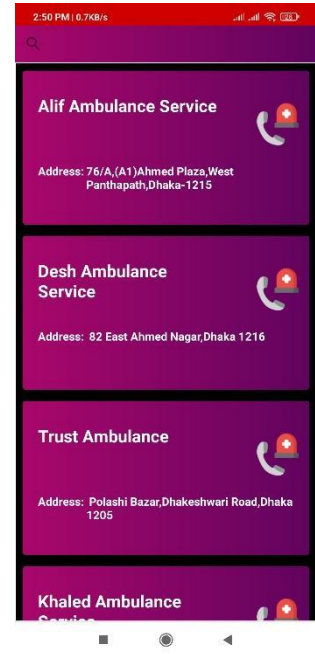 2:50 PM | 0.7KB/s
Alif Ambulance Service
Address: 76/A,(A1)Ahmed Plaza,West
Panthapath,Dhaka-1215
Desh Ambulance
Service
Address: 82 East Ahmed Nagar,Dhaka 1216
Trust Ambulance
Address: Polashi Bazar,Dhakeshwari Road,Dhaka
1205
Khaled Ambulance
Service